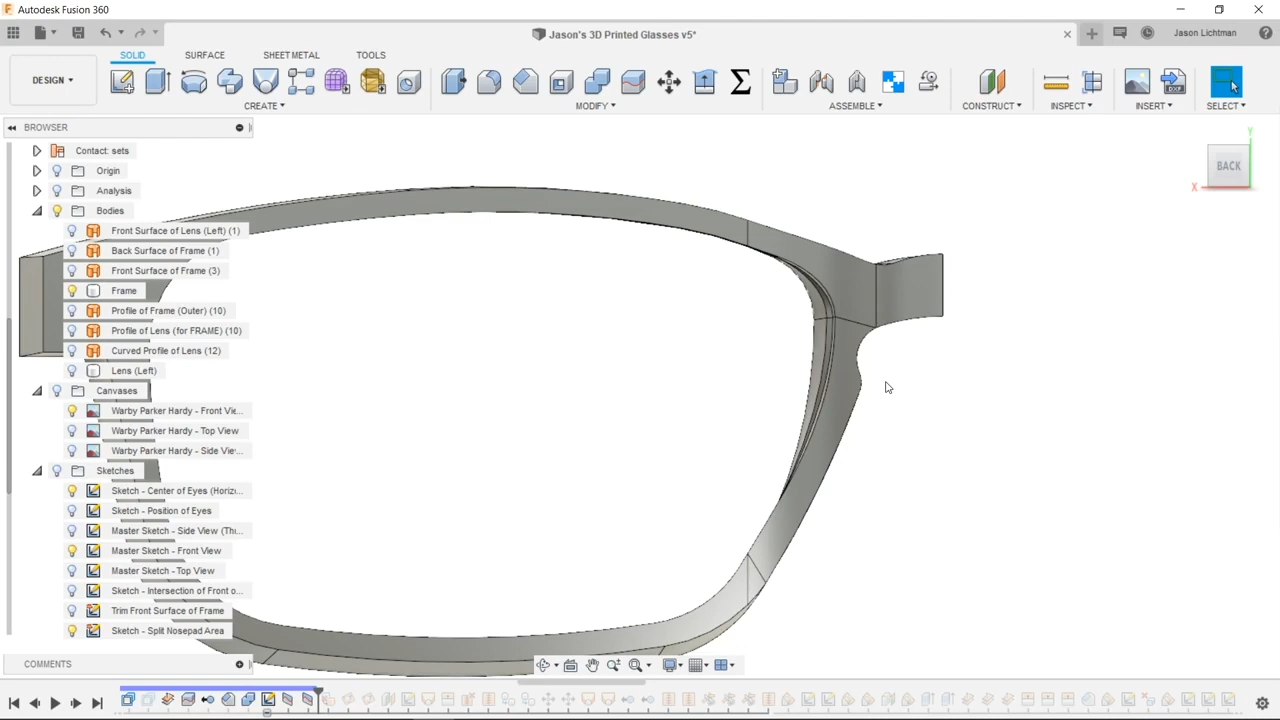 Autodesk Fusion 360
Jason's 3D Printed Glasses v5*
Jason Lichtman
DESIGN
SOLID
SURFACE
SHEET METAL
TOOLS
CREATE
MODIFY
ASSEMBLE
CONSTRUCT
INSPECT
INSERT
SELECT
BROWSER
Contact: sets
Origin
Analysis
Bodies
Front Surface of Lens (Left) (1)
Back Surface of Frame (1)
Front Surface of Frame (3)
Frame
Profile of Frame (Outer) (10)
Profile of Lens (for FRAME) (10)
Curved Profile of Lens (12)
Lens (Left)
Canvases
Warby Parker Hardy - Front Vie...
Warby Parker Hardy - Top View
Warby Parker Hardy - Side View...
Sketches
Sketch - Center of Eyes (Horiz...
Sketch - Position of Eyes
Master Sketch - Side View (Thr...
Master Sketch - Front View
Master Sketch - Top View
Sketch - Intersection of Front o...
Trim Front Surface of Frame
Sketch - Split Nosepad Area
Y
BACK
X
COMMENTS